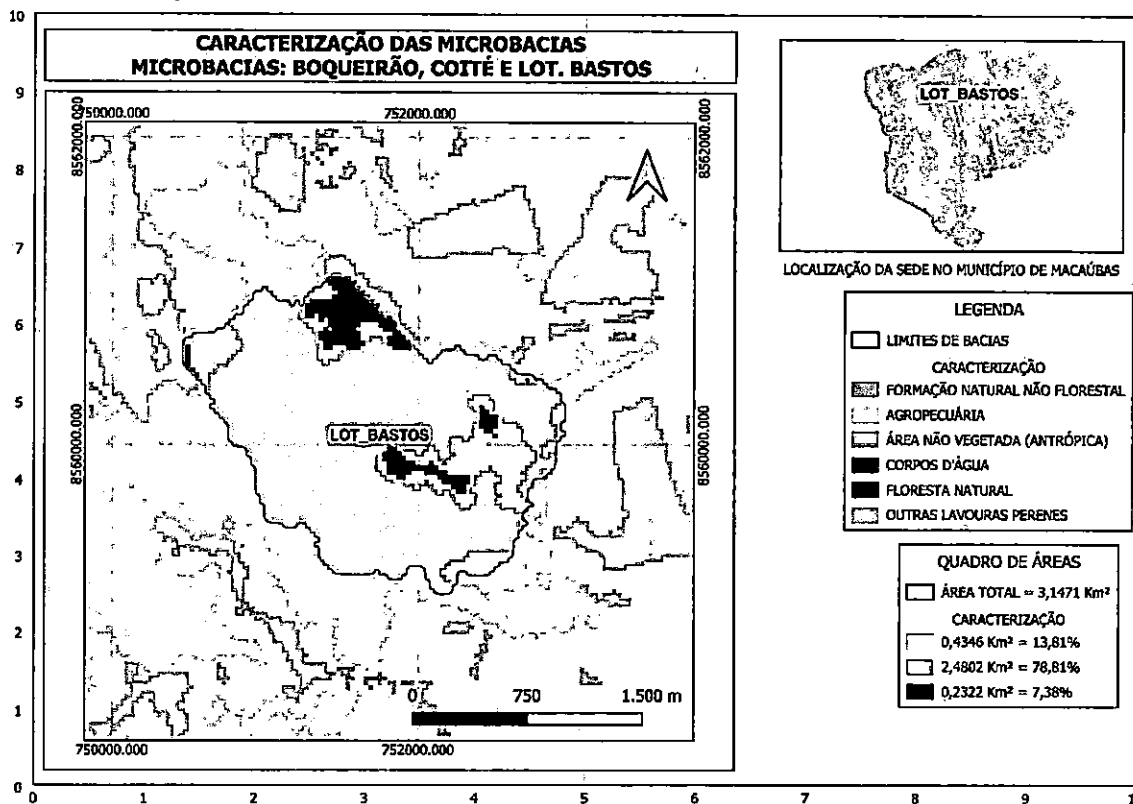 CARACTERIZAÇÃO DAS MICROBACIAS
MICROBACIAS: BOQUEIRÃO, COITÉ E LOT. BASTOS
10
9
8
7
6
5
4
3
2
1
0
750000.000
752000.000
8562000.000
8562000.000
8560000.000
8560000.000
LOT_BASTOS
0
750
1.500 m
750000.000
752000.000
0
1
2
3
4
5
6
7
8
9
1
LOT_BASTOS
LOCALIZAÇÃO DA SEDE NO MUNICÍPIO DE MACAÚBAS
LEGENDA
LIMITES DE BACIAS
CARACTERIZAÇÃO
FORMAÇÃO NATURAL NÃO FLORESTAL
AGROPECUÁRIA
ÁREA NÃO VEGETADA (ANTRÓPICA)
CORPOS D'ÁGUA
FLORESTA NATURAL
OUTRAS LAVOURAS PERENES
QUADRO DE ÁREAS
ÁREA TOTAL = 3,1471 Km²
CARACTERIZAÇÃO
0,4346 Km² = 13,81%
2,4802 Km² = 78,81%
0,2322 Km² = 7,38%